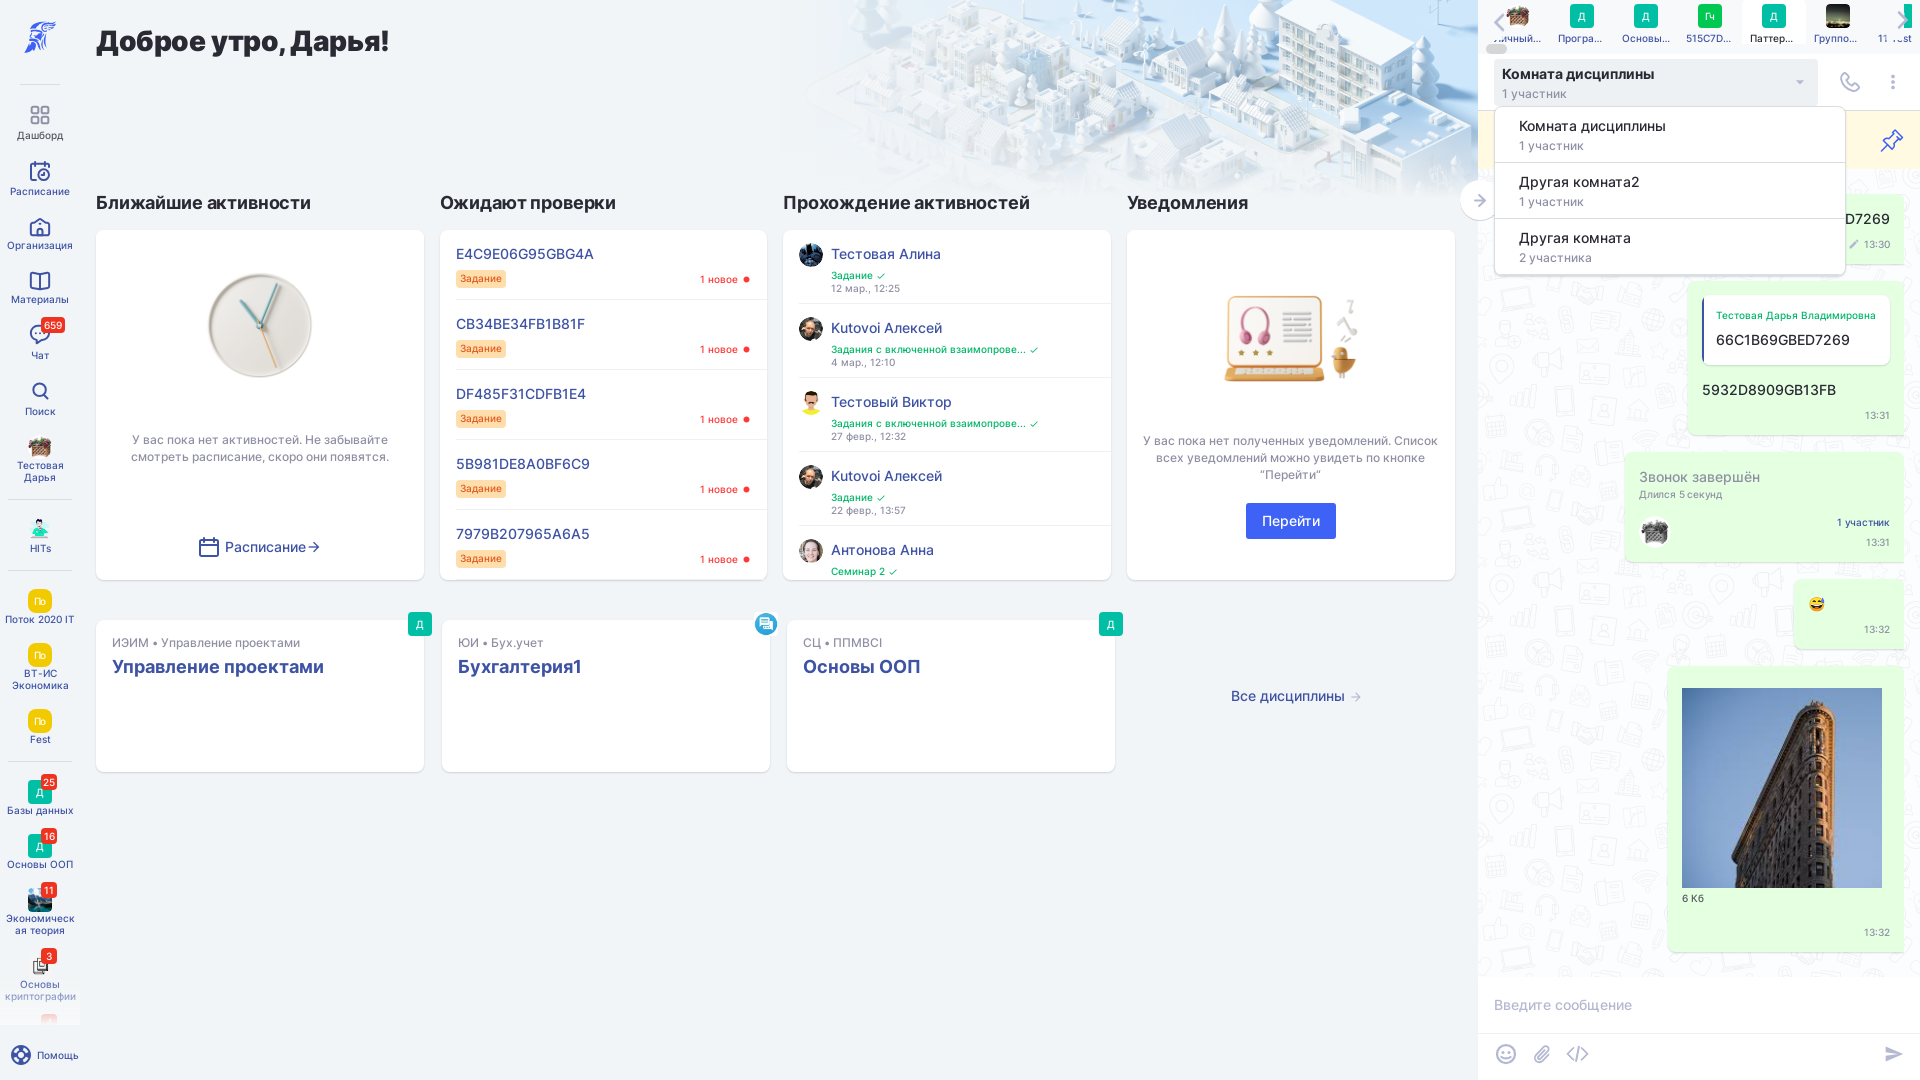 Доброе утро, Дарья!
Дашборд
Расписание
Организация
Материалы
659
Чат
Поиск
Тестовая
Дарья
HITs
По
Поток 2020 IT
По
ВТ-ИС
Экономика
По
Fest
25
Д
Базы данных
16
Д
Основы ООП
11
Экономическ
ая теория
3
Основы
криптографии
Помощь
Ближайшие активности
У вас пока нет активностей. Не забывайте
смотреть расписание, скоро они появятся.
Расписание
Ожидают проверки
E4C9E06G95GBG4A
Задание
1 новое
CB34BE34FB1B81F
Задание
1 новое
DF485F31CDFB1E4
Задание
1 новое
5B981DE8A0BF6C9
Задание
1 новое
7979B207965A6A5
Задание
1 новое
Прохождение активностей
Тестовая Алина
Задание
12 мар., 12:25
Kutovoi Алексей
Задания с включенной взаимопрове...
4 мар., 12:10
Тестовый Виктор
Задания с включенной взаимопрове...
27 февр., 12:32
Kutovoi Алексей
Задание
22 февр., 13:57
Антонова Анна
Семинар 2
Уведомления
У вас пока нет полученных уведомлений. Список
всех уведомлений можно увидеть по кнопке
“Перейти”
Перейти
Д
ИЭИМ • Управление проектами
Управление проектами
ЮИ • Бух.учет
Бухгалтерия1
Д
СЦ • ППМВСІ
Основы ООП
Все дисциплины
Личный...
Д
Програ...
Д
Основы...
Гч
515C7D...
Д
Паттер...
Группо...
11 Test
Комната дисциплины
1 участник
Комната дисциплины
1 участник
Другая комната2
1 участник
Другая комната
2 участника
D7269
13:30
Тестовая Дарья Владимировна
66C1B69GBED7269
5932D8909GB13FB
13:31
Звонок завершён
Длился 5 секунд
1 участник
13:31
13:32
6 Кб
13:32
Введите сообщение